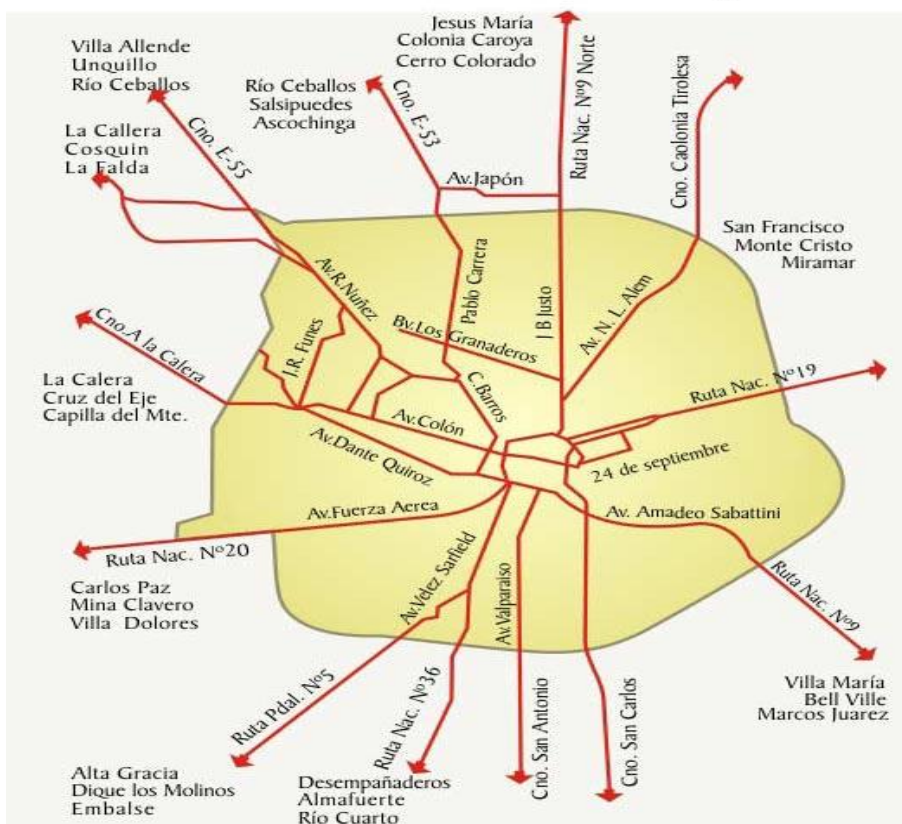 Jesus María
Colonia Caroya
Cerro Colorado
Villa Allende
Unquillo
Río Ceballos
Río Ceballos
Salsipuedes
Ascochinga
La Callera
Cosquin
La Falda
Cno. E-55
Cno. E-53
Ruta Nac. Nº9 Norte
Cno. Caolonia Tirolesa
Av.Japón
San Francisco
Monte Cristo
Miramar
Av.R.Nuñez
Pablo Carrera
J B Justo
Av. N. L. Alem
Bv.Los Granaderos
Cno.A la Calera
J.R. Funes
C.Barros
Ruta Nac. Nº19
La Calera
Cruz del Eje
Capilla del Mte.
Av.Colón
Av.Dante Quiroz
24 de septiembre
Av.Fuerza Aerea
Av. Amadeo Sabattini
Ruta Nac. Nº20
Av.Velez Sarfield
Av.Valparaiso
Ruta Nac. Nº9
Carlos Paz
Mina Clavero
Villa Dolores
Ruta Pdal. Nº5
Ruta Nac. Nº36
Cno. San Antonio
Cno. San Carlos
Villa María
Bell Ville
Marcos Juarez
Alta Gracia
Dique los Molinos
Embalse
Desempañaderos
Almafuerte
Río Cuarto